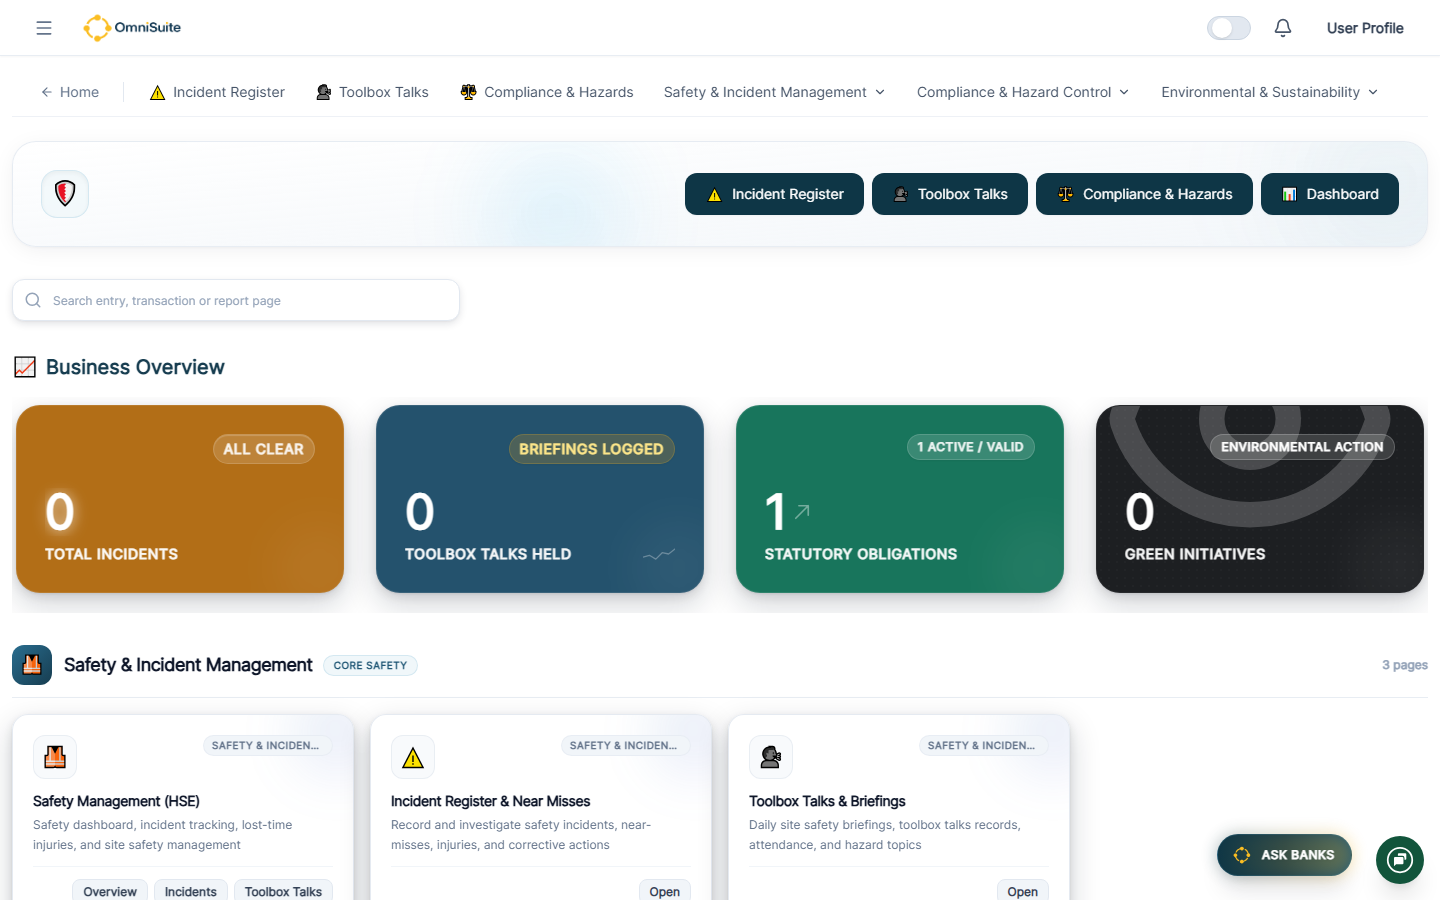 OmniSuite
User Profile
Home
Incident Register
Toolbox Talks
Compliance & Hazards
Safety & Incident Management
Compliance & Hazard Control
Environmental & Sustainability
Incident Register
Toolbox Talks
Compliance & Hazards
Dashboard
Search entry, transaction or report page
Business Overview
ALL CLEAR
0
TOTAL INCIDENTS
BRIEFINGS LOGGED
0
TOOLBOX TALKS HELD
1 ACTIVE / VALID
1
STATUTORY OBLIGATIONS
ENVIRONMENTAL ACTION
0
GREEN INITIATIVES
Safety & Incident Management
CORE SAFETY
3 pages
SAFETY & INCIDEN...
Safety Management (HSE)
Safety dashboard, incident tracking, lost-time
injuries, and site safety management
Overview
Incidents
Toolbox Talks
SAFETY & INCIDEN...
Incident Register & Near Misses
Record and investigate safety incidents, near-
misses, injuries, and corrective actions
Open
SAFETY & INCIDEN...
Toolbox Talks & Briefings
Daily site safety briefings, toolbox talks records,
attendance, and hazard topics
Open
ASK BANKS